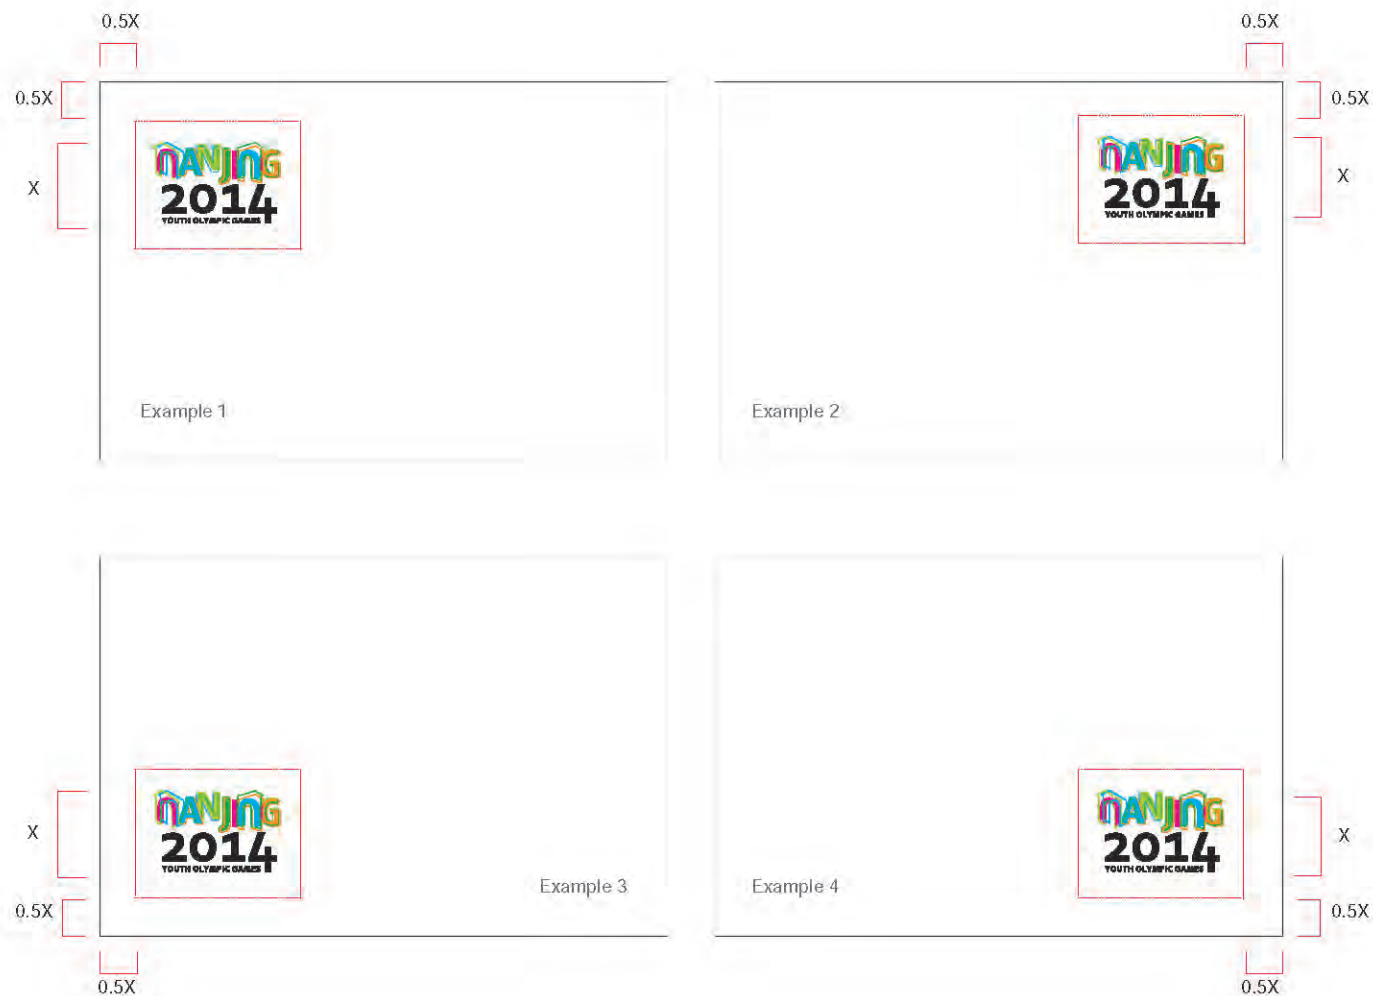 0.5X
0.5X
0.5X
0.5X
X
NANJING
2014
YOUTH OLYMPIC GAMES
NANJING
2014
YOUTH OLYMPIC GAMES
X
Example 1
Example 2
X
NANJING
2014
YOUTH OLYMPIC GAMES
NANJING
2014
YOUTH OLYMPIC GAMES
X
Example 3
Example 4
0.5X
0.5X
0.5X
0.5X